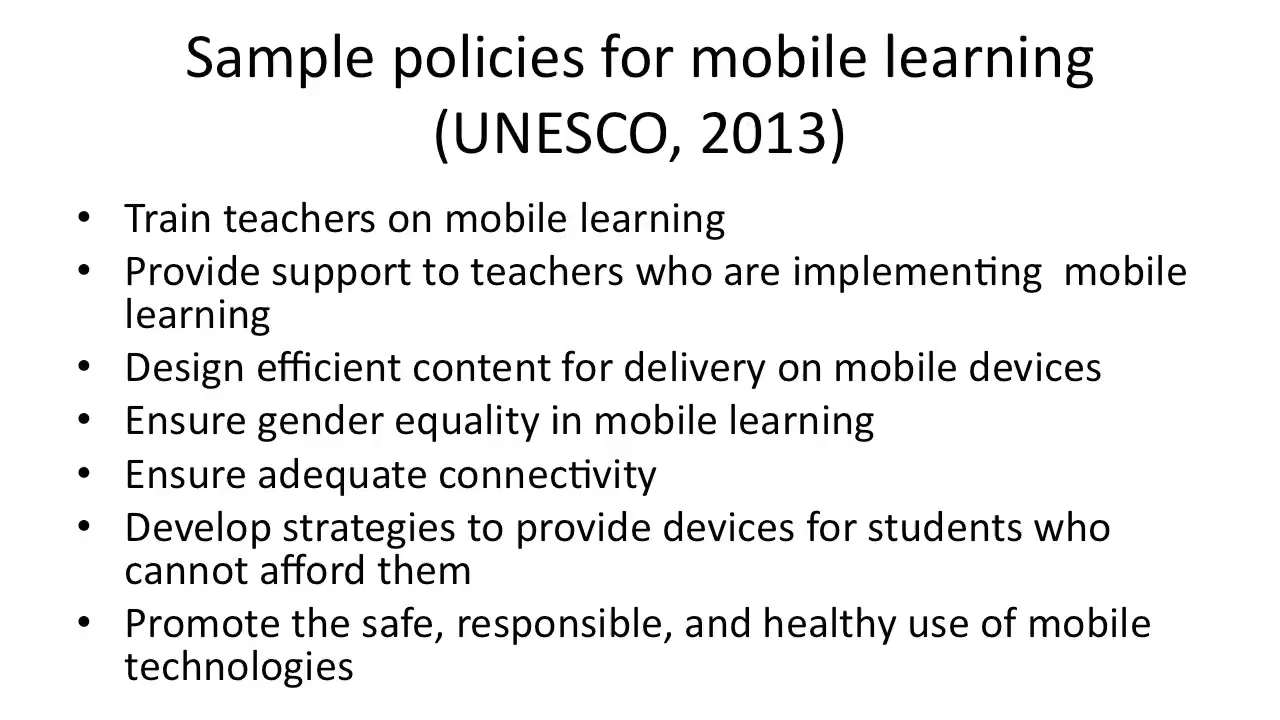 Sample policies for mobile learning
(UNESCO, 2013)
• Train teachers on mobile learning
• Provide support to teachers who are implementing  mobile
learning
• Design efficient content for delivery on mobile devices
• Ensure gender equality in mobile learning
• Ensure adequate connectivity
• Develop strategies to provide devices for students who
cannot afford them
• Promote the safe, responsible, and healthy use of mobile
technologies